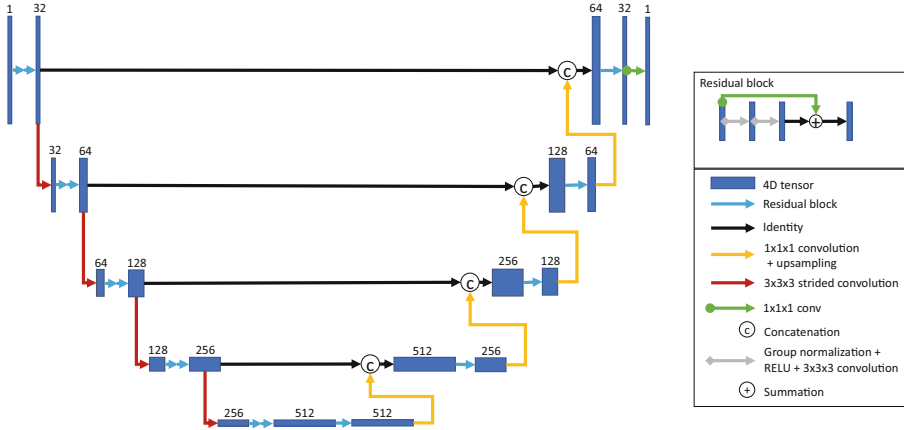 1 32 64 32 1
C
Residual block
+
32 64 128 64
C
4D tensor
Residual block
Identity
1x1x1 convolution
+ upsampling
3x3x3 strided convolution
1x1x1 conv
C Concatenation
Group normalization +
RELU + 3x3x3 convolution
+ Summation
64 128 256 128
C
128 256 512 256
C
256 512 512